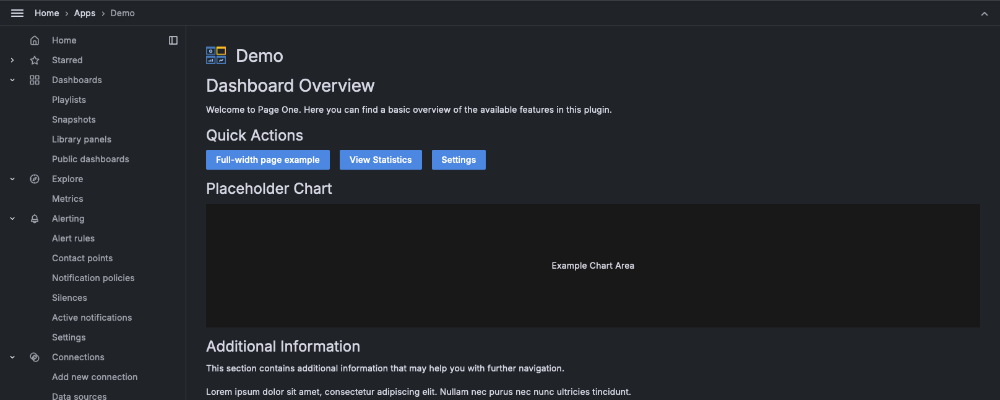 Home › Apps › Demo
Home
Starred
Dashboards
Playlists
Snapshots
Library panels
Public dashboards
Explore
Metrics
Alerting
Alert rules
Contact points
Notification policies
Silences
Active notifications
Settings
Connections
Add new connection
Data sources
Demo
Dashboard Overview
Welcome to Page One. Here you can find a basic overview of the available features in this plugin.
Quick Actions
Full-width page example View Statistics Settings
Placeholder Chart
Example Chart Area
Additional Information
This section contains additional information that may help you with further navigation.
Lorem ipsum dolor sit amet, consectetur adipiscing elit. Nullam nec purus nec nunc ultricies tincidunt.